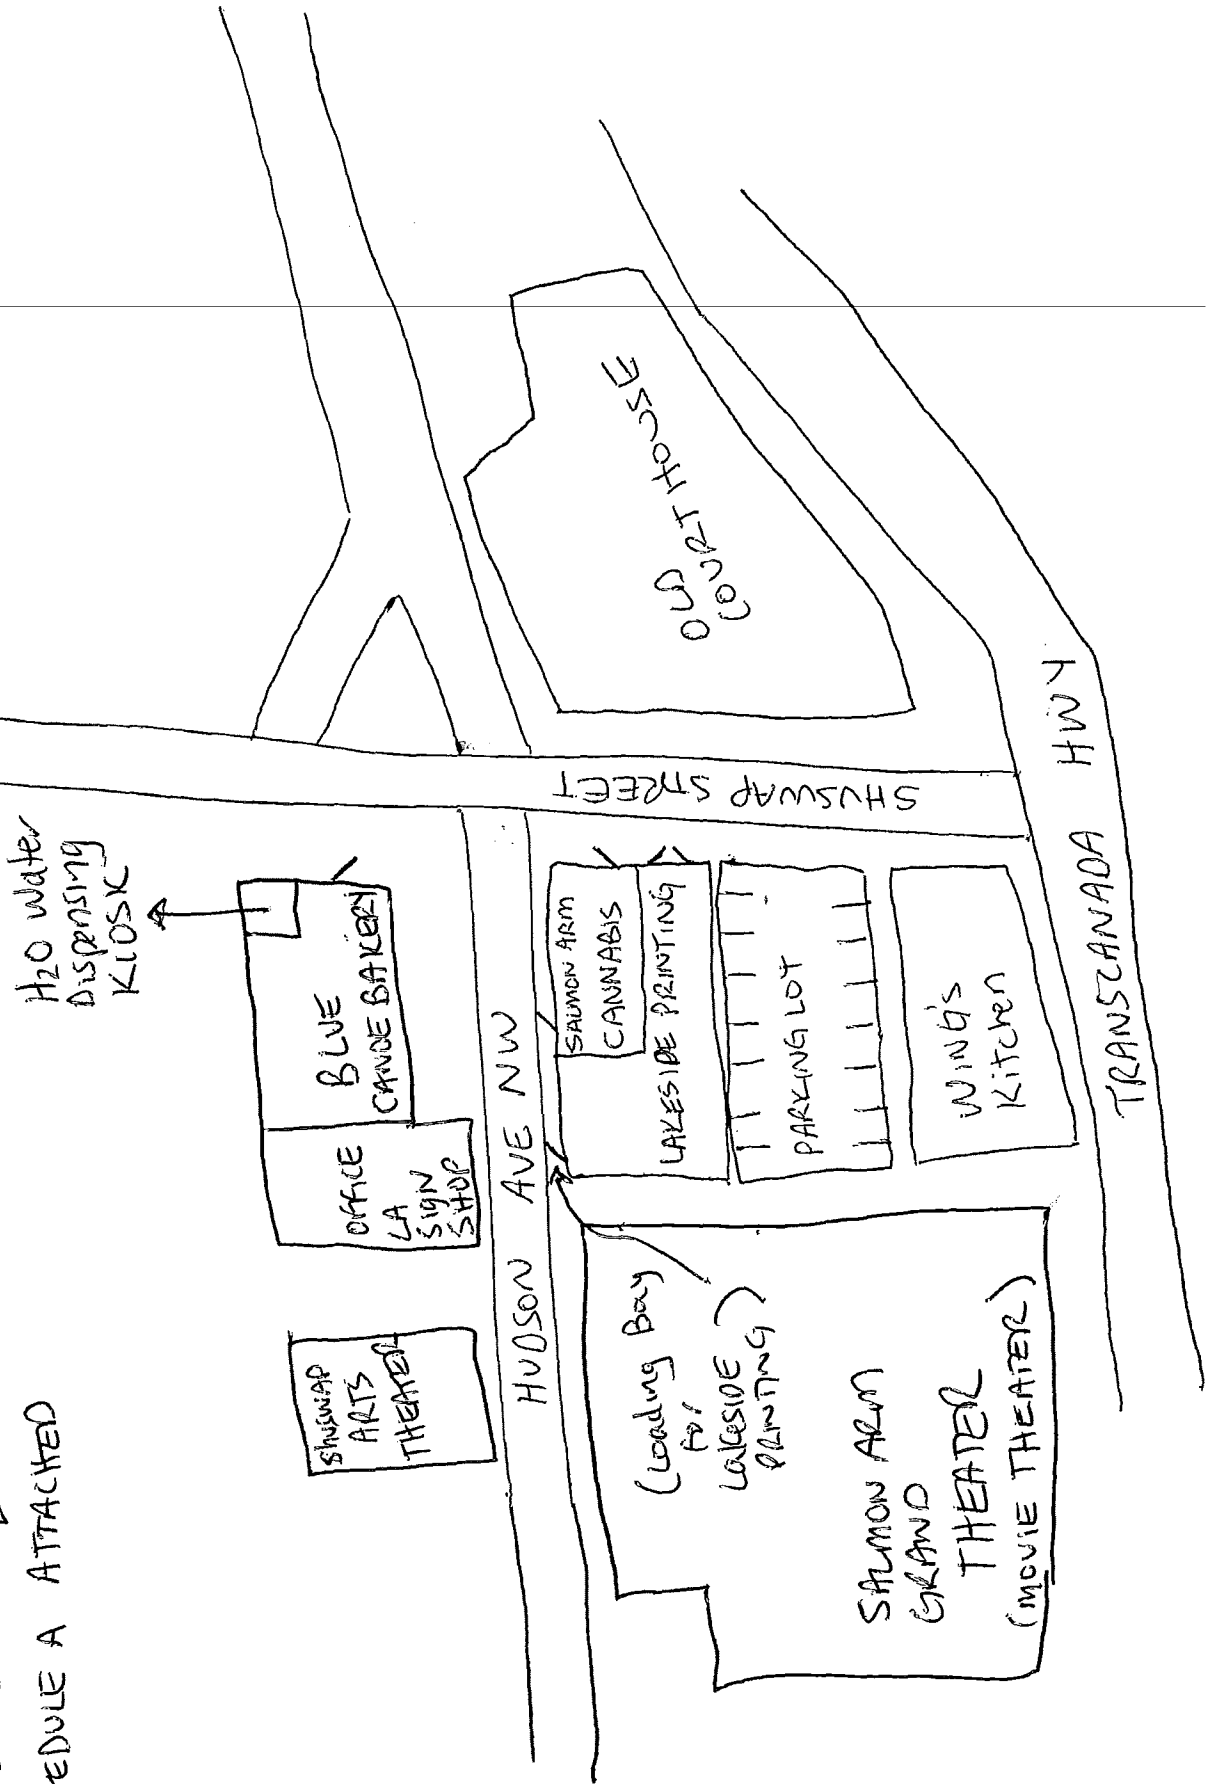 EDULE A ATTACHED
H2O Water
Dispensing
KIOSK
Shuswap
ARTS
THEATER
OFFICE
LA
Sign
SHOP
BLUE
CANOE BAKERY
HUDSON AVE NW
SHUSWAP STREET
SALMON ARM
CANNABIS
LAKESIDE PRINTING
PARKING LOT
WING'S
Kitchen
(Loading Bay
for
Lakeside
PRINTING)
SALMON ARM
GRAND
THEATER
(MOVIE THEATER)
OLD
COURT HOUSE
TRANSCANADA HWY